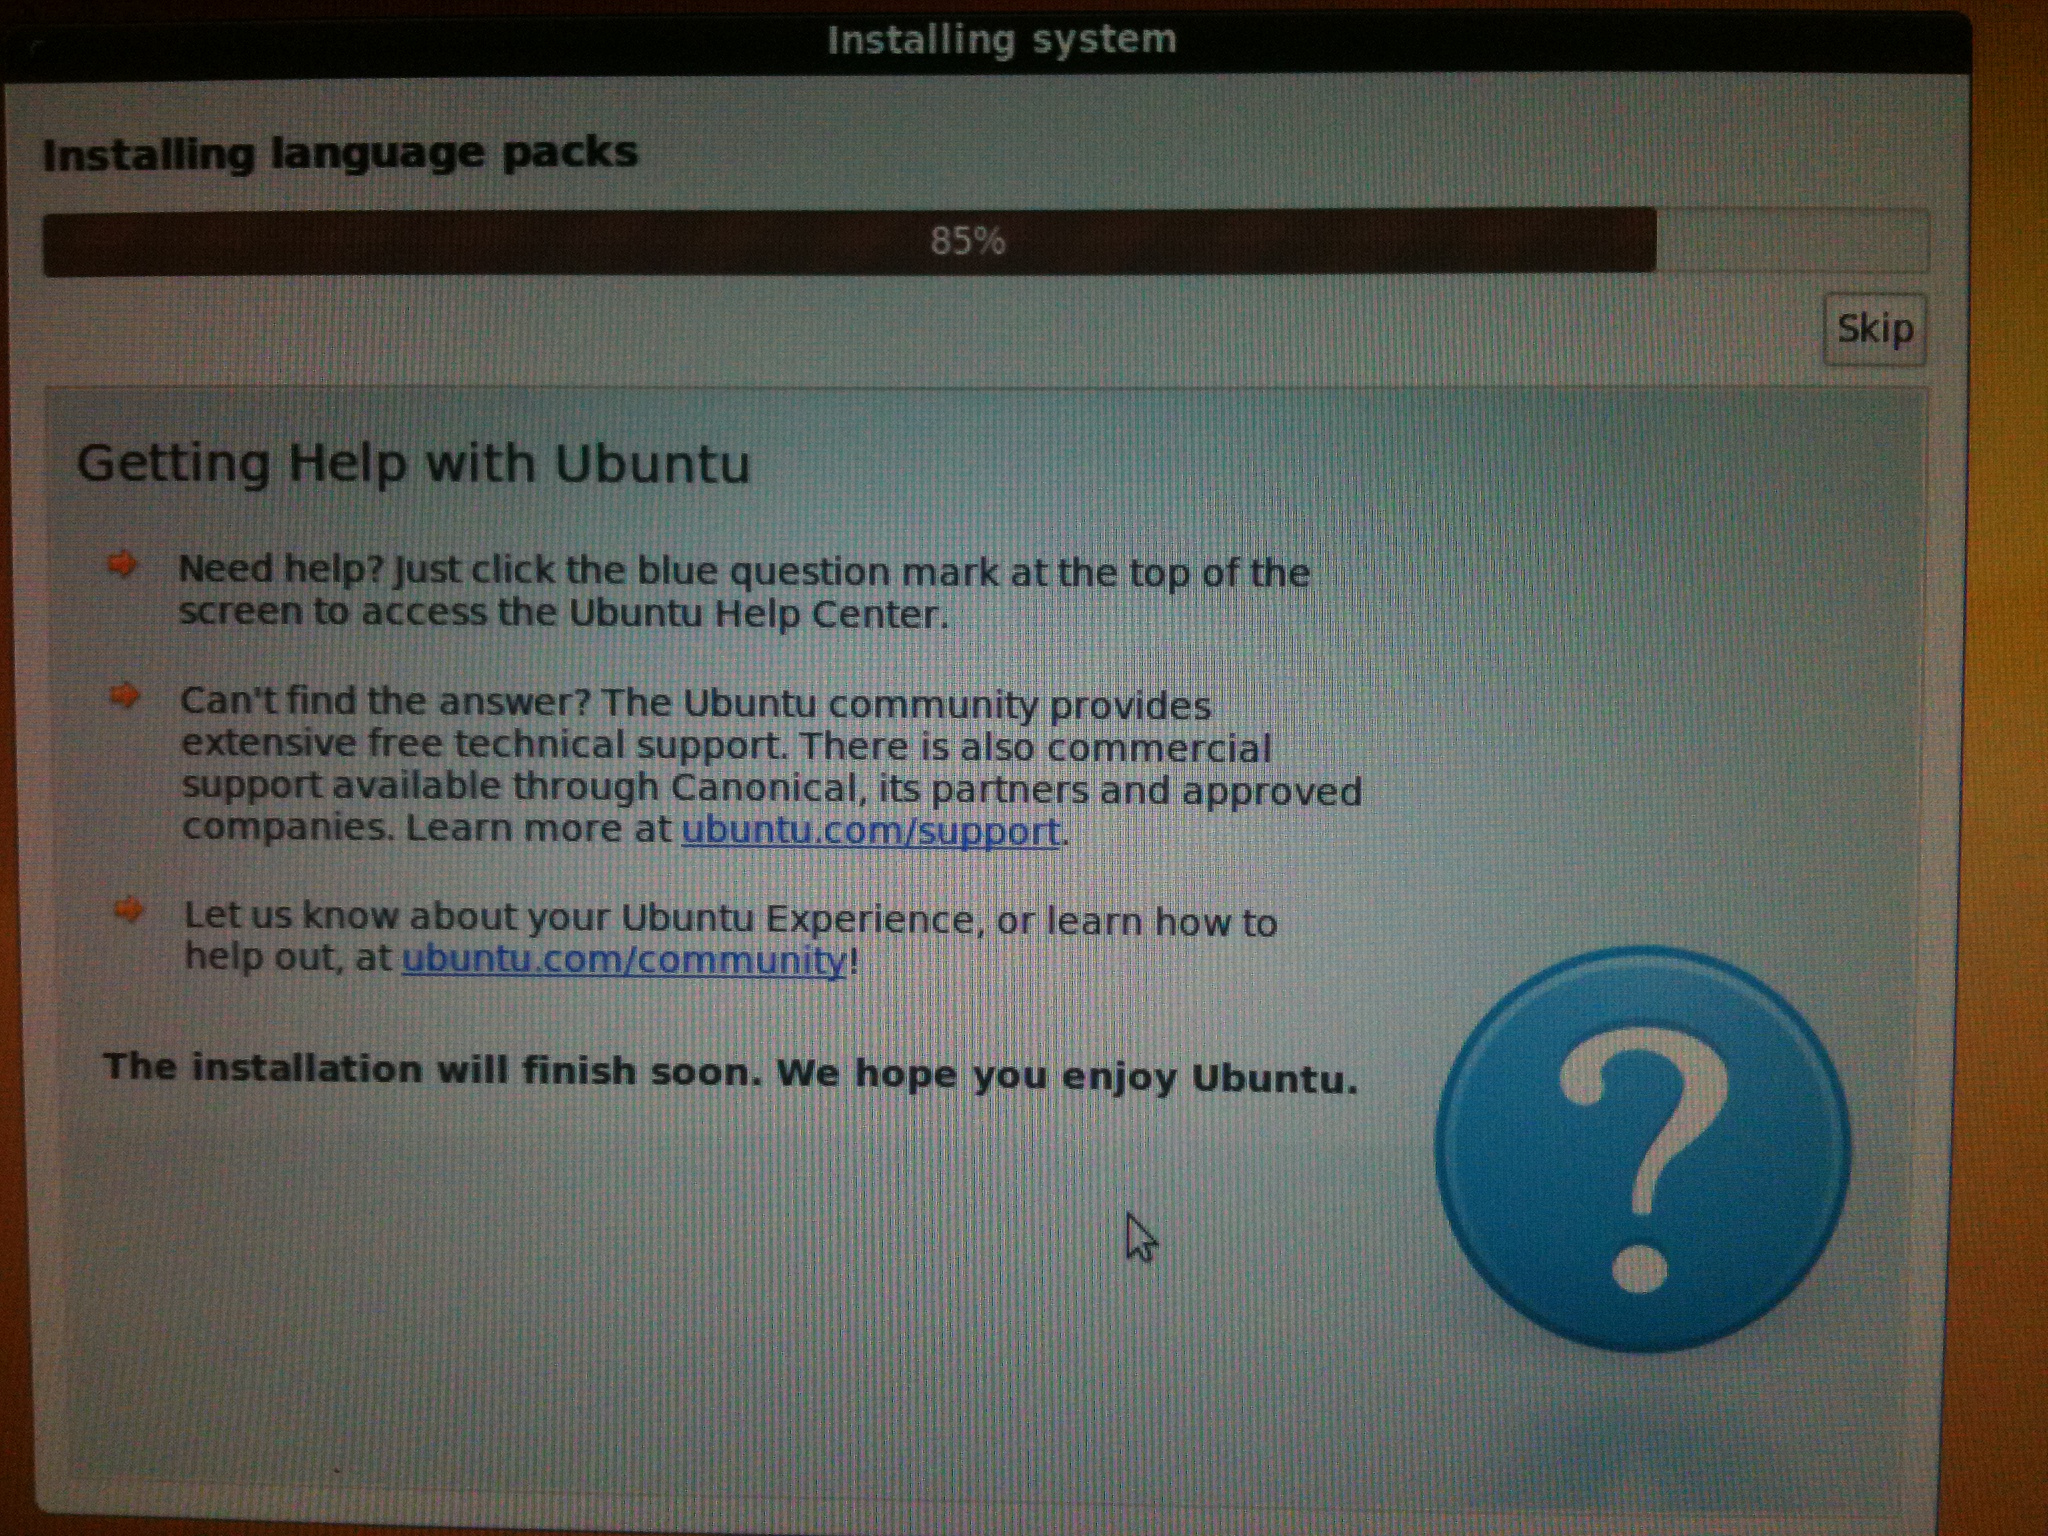 Installing system
Installing language packs
85%
Skip
Getting Help with Ubuntu
Need help? Just click the blue question mark at the top of the
screen to access the Ubuntu Help Center.
Can't find the answer? The Ubuntu community provides
extensive free technical support. There is also commercial
support available through Canonical, its partners and approved
companies. Learn more at ubuntu.com/support.
Let us know about your Ubuntu Experience, or learn how to
help out, at ubuntu.com/community!
The installation will finish soon. We hope you enjoy Ubuntu.
?